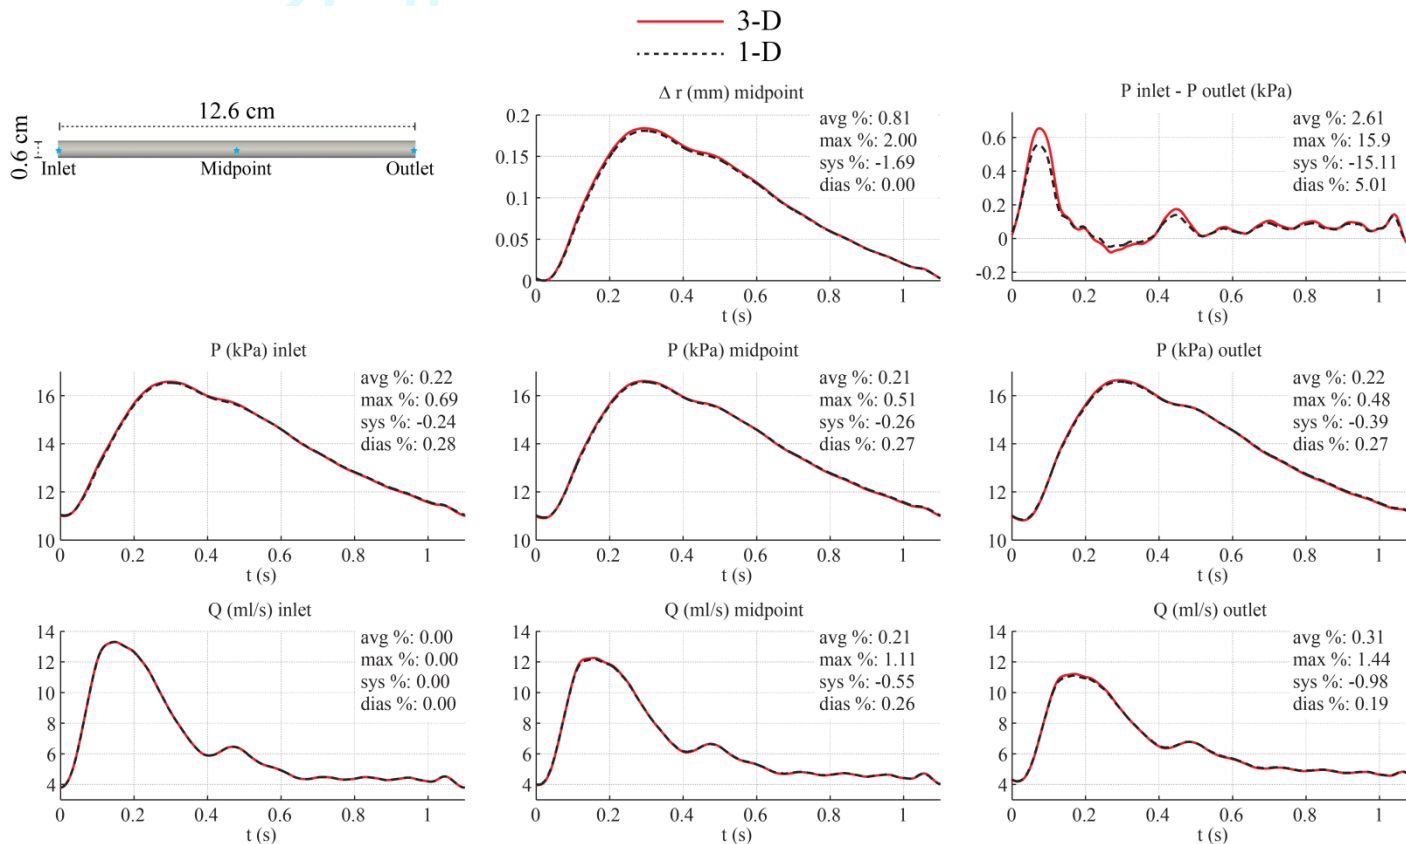 3-D
1-D
12.6 cm
0.6 cm
Inlet
Midpoint
Outlet
Δ r (mm) midpoint
avg %: 0.81
max %: 2.00
sys %: -1.69
dias %: 0.00
0.2
0.15
0.1
0.05
0
0 0.2 0.4 0.6 0.8 1
t (s)
P inlet - P outlet (kPa)
avg %: 2.61
max %: 15.9
sys %: -15.11
dias %: 5.01
0.6
0.4
0.2
0
-0.2
0 0.2 0.4 0.6 0.8 1
t (s)
P (kPa) inlet
avg %: 0.22
max %: 0.69
sys %: -0.24
dias %: 0.28
16
14
12
10
0 0.2 0.4 0.6 0.8 1
t (s)
P (kPa) midpoint
avg %: 0.21
max %: 0.51
sys %: -0.26
dias %: 0.27
16
14
12
10
0 0.2 0.4 0.6 0.8 1
t (s)
P (kPa) outlet
avg %: 0.22
max %: 0.48
sys %: -0.39
dias %: 0.27
16
14
12
10
0 0.2 0.4 0.6 0.8 1
t (s)
Q (ml/s) inlet
avg %: 0.00
max %: 0.00
sys %: 0.00
dias %: 0.00
14
12
10
8
6
4
0 0.2 0.4 0.6 0.8 1
t (s)
Q (ml/s) midpoint
avg %: 0.21
max %: 1.11
sys %: -0.55
dias %: 0.26
14
12
10
8
6
4
0 0.2 0.4 0.6 0.8 1
t (s)
Q (ml/s) outlet
avg %: 0.31
max %: 1.44
sys %: -0.98
dias %: 0.19
14
12
10
8
6
4
0 0.2 0.4 0.6 0.8 1
t (s)